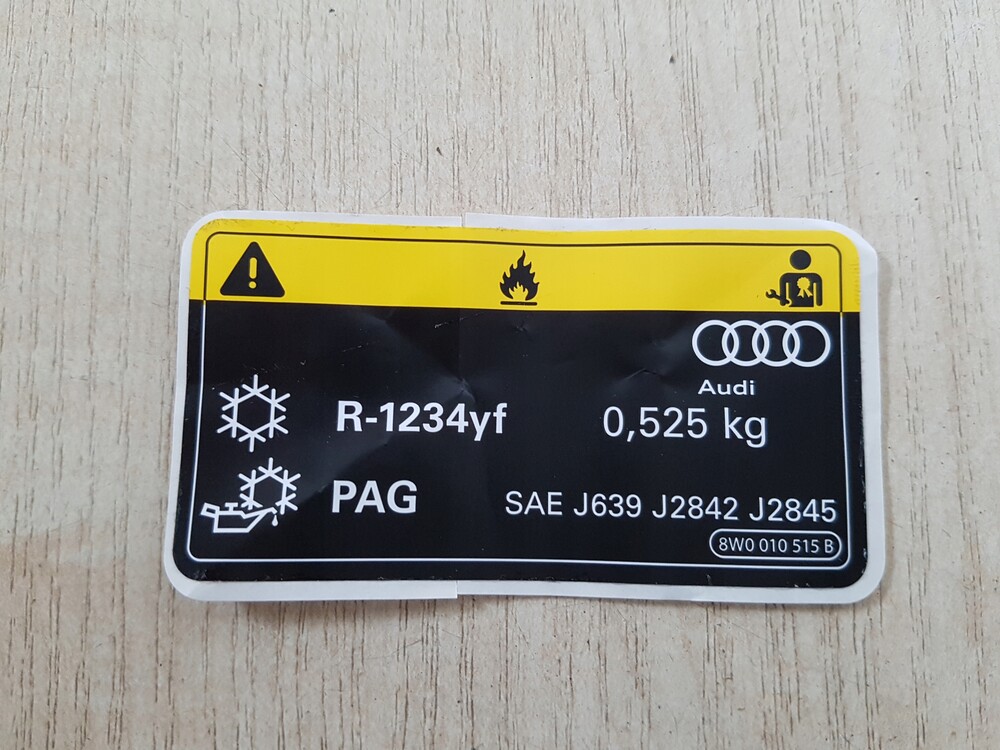 Audi
R-1234yf 0,525 kg
PAG SAE J639 J2842 J2845
8W0 010 515 B